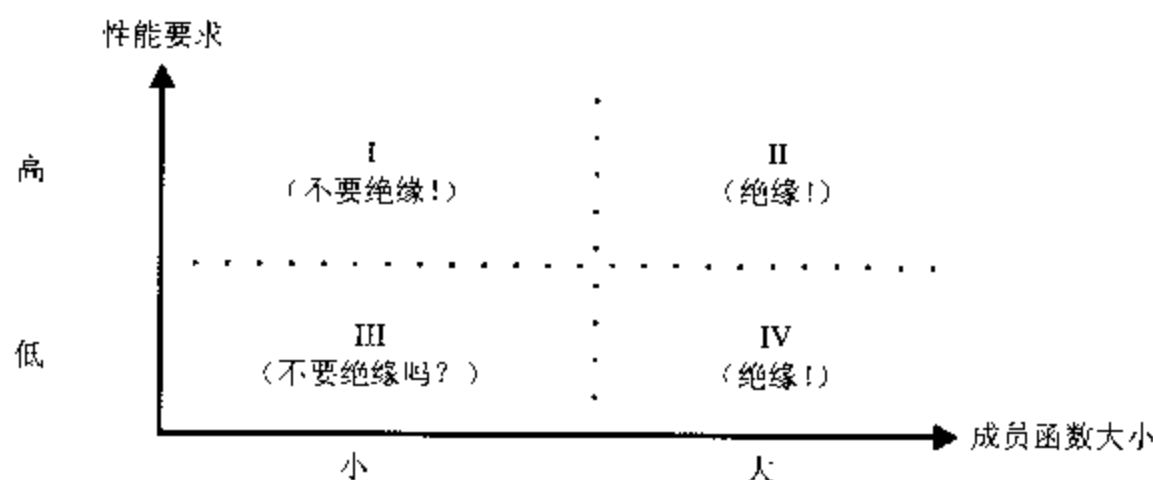 性能要求
高
I
（不要绝缘!）
II
（绝缘!）
低
III
（不要绝缘吗？）
IV
（绝缘!）
成员函数大小
小
大